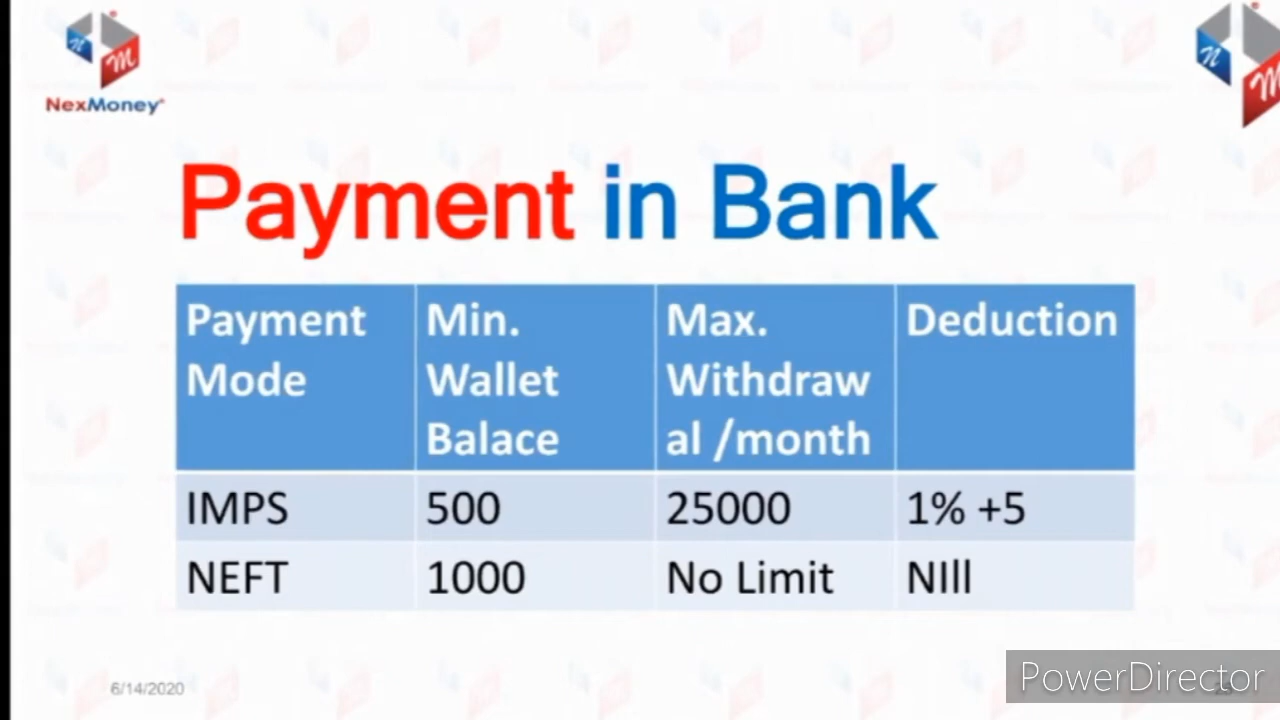 NexMoney
Payment in Bank
Payment Mode Min. Wallet Balace Max. Withdraw al /month Deduction
IMPS 500 25000 1% +5
NEFT 1000 No Limit NIll
6/14/2020
PowerDirector